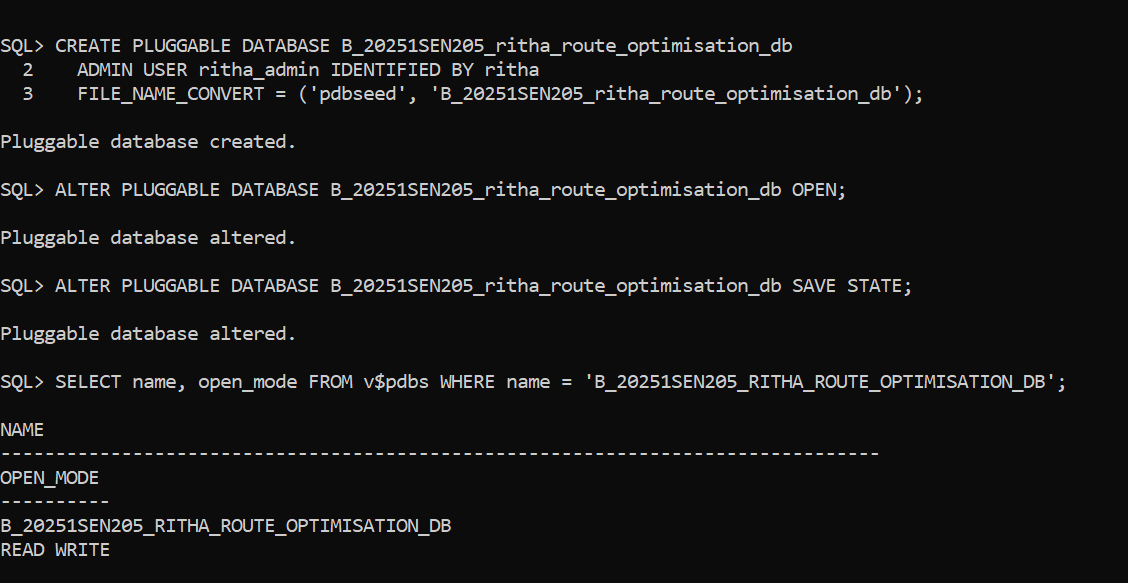 SQL> CREATE PLUGGABLE DATABASE B_20251SEN205_ritha_route_optimisation_db
  2    ADMIN USER ritha_admin IDENTIFIED BY ritha
  3    FILE_NAME_CONVERT = ('pdbseed', 'B_20251SEN205_ritha_route_optimisation_db');
Pluggable database created.
SQL> ALTER PLUGGABLE DATABASE B_20251SEN205_ritha_route_optimisation_db OPEN;
Pluggable database altered.
SQL> ALTER PLUGGABLE DATABASE B_20251SEN205_ritha_route_optimisation_db SAVE STATE;
Pluggable database altered.
SQL> SELECT name, open_mode FROM v$pdbs WHERE name = 'B_20251SEN205_RITHA_ROUTE_OPTIMISATION_DB';
NAME
--------------------------------------------------------------------------------
OPEN_MODE
----------
B_20251SEN205_RITHA_ROUTE_OPTIMISATION_DB
READ WRITE